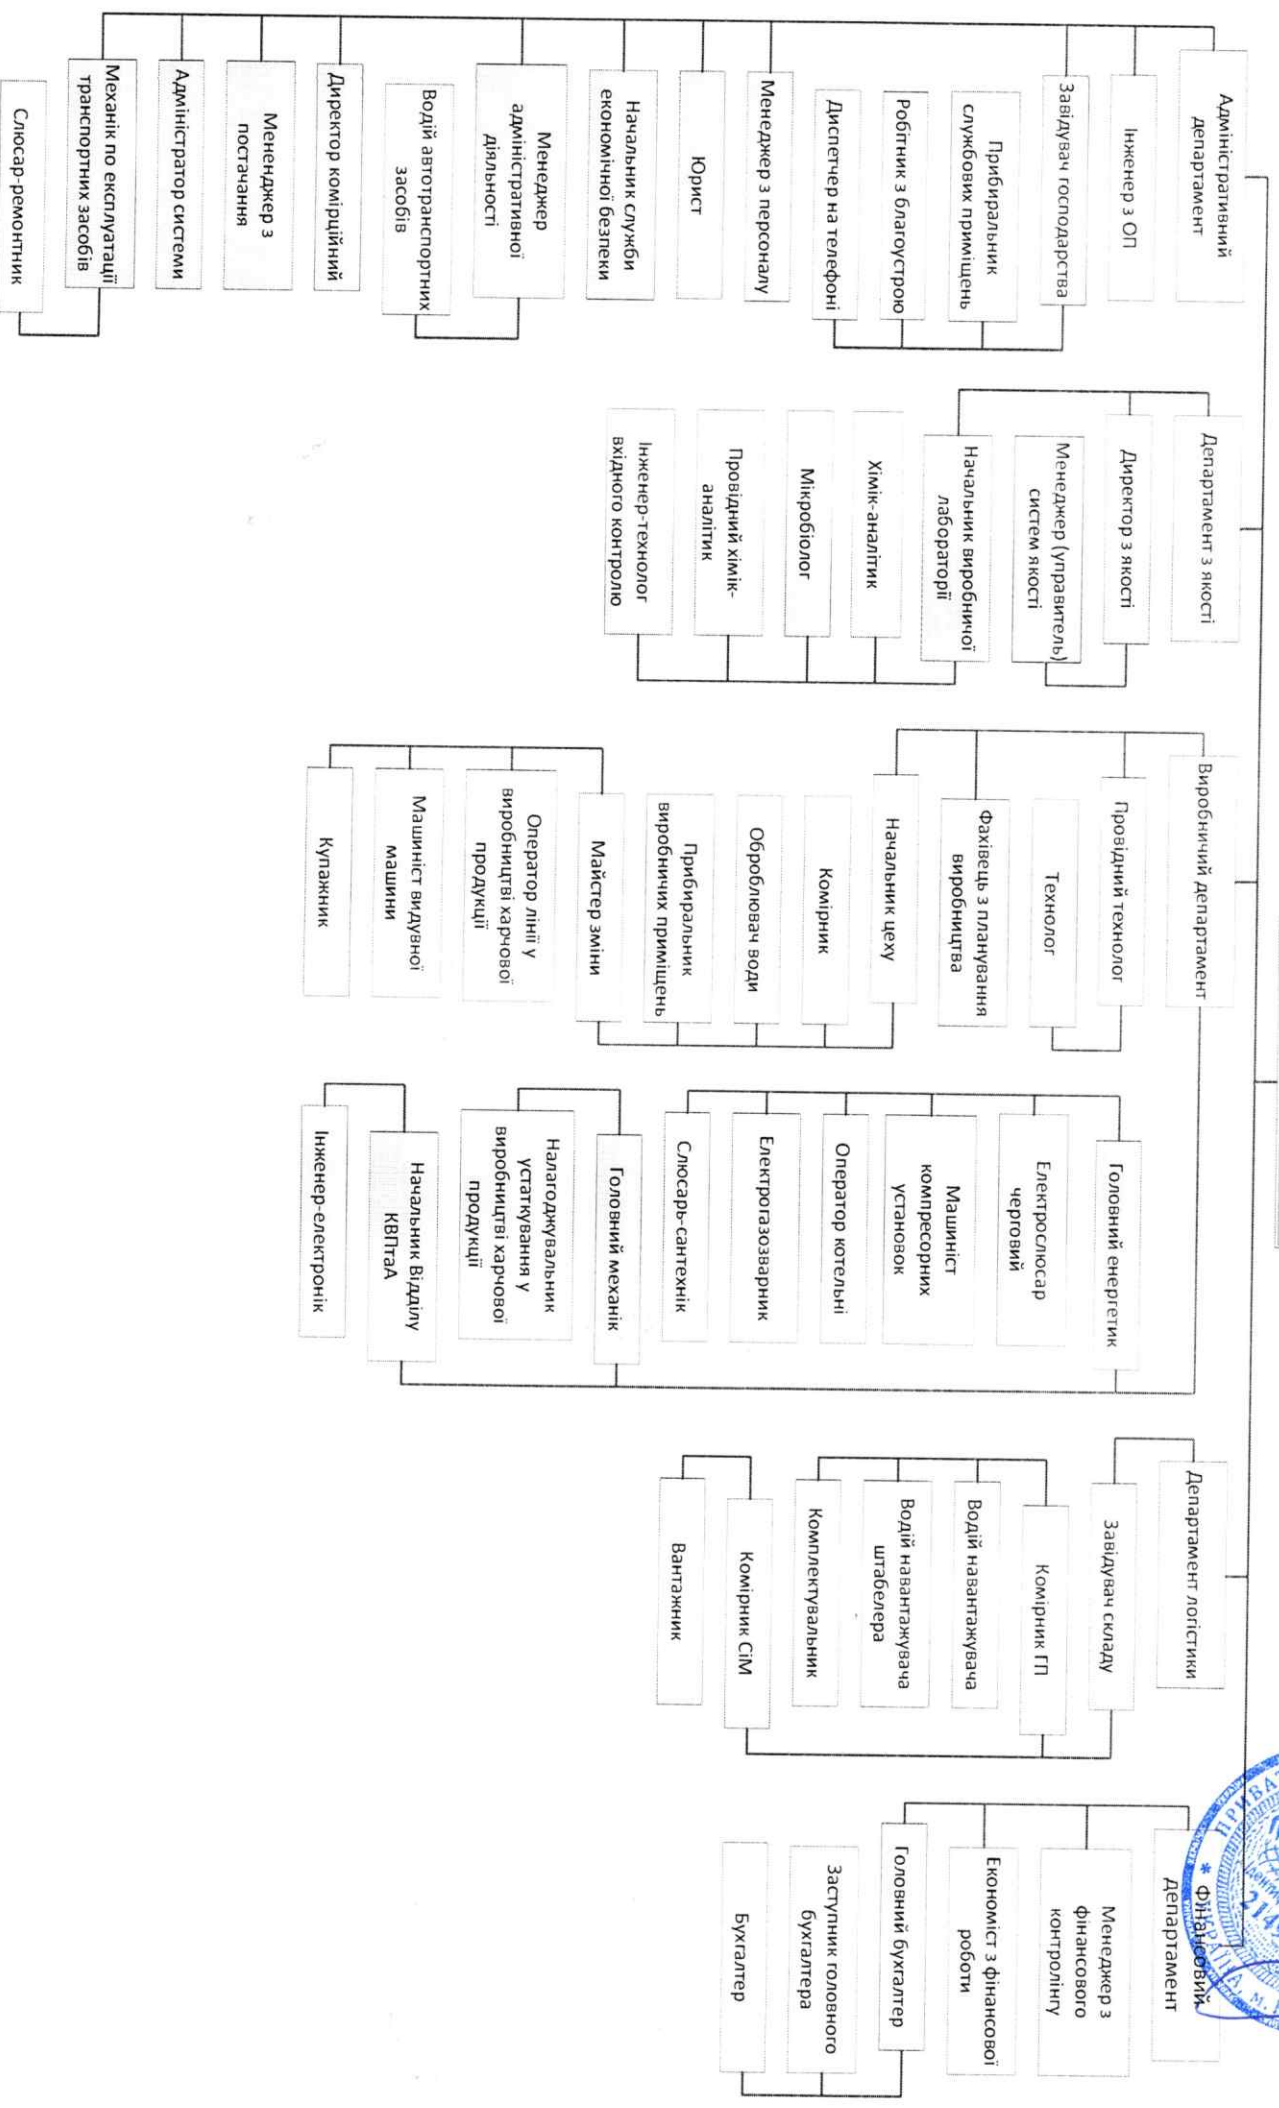 Адміністративний
департамент
Інженер з ОП
Завідувач господарства
Прибиральник
службових приміщень
Робітник з благоустрою
Диспетчер на телефоні
Менеджер з персоналу
Юрист
Начальник служби
економічної безпеки
Менеджер
адміністративної
діяльності
Водій автотранспортних
засобів
Директор комірційний
Мененджер з
постачання
Адміністратор системи
Механік по експлуатації
транспортних засобів
Слюсар-ремонтник
Департамент з якості
Директор з якості
Менеджер (управитель)
систем якості
Начальник виробничої
лабораторії
Хімік-аналітик
Мікробіолог
Провідний хімік-
аналітик
Інженер-технолог
вхідного контролю
Виробничий департамент
Провідний технолог
Технолог
Фахівець з планування
виробництва
Начальник цеху
Комірник
Оброблювач води
Прибиральник
виробничих приміщень
Майстер зміни
Оператор лінії у
виробництві харчової
продукції
Машиніст видувної
машини
Купажник
Головний енергетик
Електрослюсар
черговий
Машиніст
компресорних
установок
Оператор котельні
Електрогазозварник
Слюсарь-сантехнік
Головний механік
Налагоджувальник
устаткування у
виробництві харчової
продукції
Начальник Відділу
КВПтаА
Інженер-електронік
Департамент логістики
Завідувач складу
Комірник ГП
Водій навантажувача
Водій навантажувача
штабелера
Комплектувальник
Комірник СіМ
Вантажник
Фінансовий
департамент
Менеджер з
фінансового
контролінгу
Економіст з фінансової
роботи
Головний бухгалтер
Заступник головного
бухгалтера
Бухгалтер
УКРАЇНА, М.